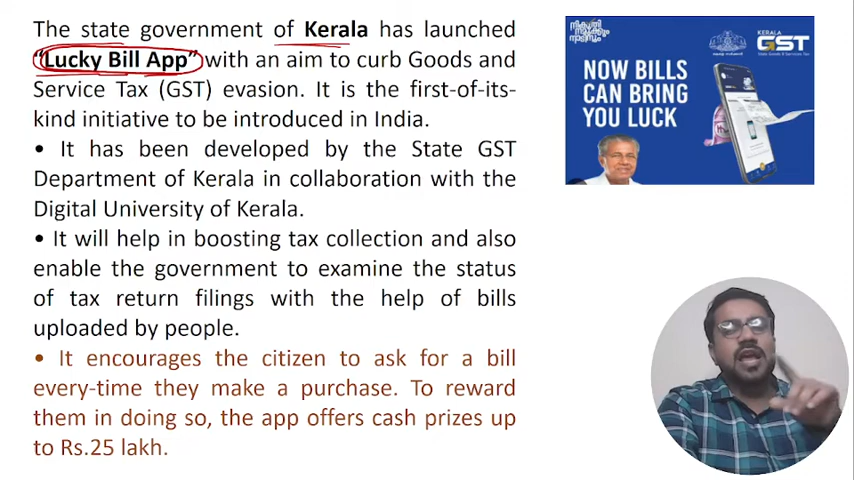 The state government of Kerala has launched
"Lucky Bill App" with an aim to curb Goods and
Service Tax (GST) evasion. It is the first-of-its-
kind initiative to be introduced in India.
• It has been developed by the State GST
Department of Kerala in collaboration with the
Digital University of Kerala.
• It will help in boosting tax collection and also
enable the government to examine the status
of tax return filings with the help of bills
uploaded by people.
• It encourages the citizen to ask for a bill
every-time they make a purchase. To reward
them in doing so, the app offers cash prizes up
to Rs.25 lakh.
നികുതി
നമുക്കും
നാടിനും
KERALA
GST
NOW BILLS
CAN BRING
YOU LUCK